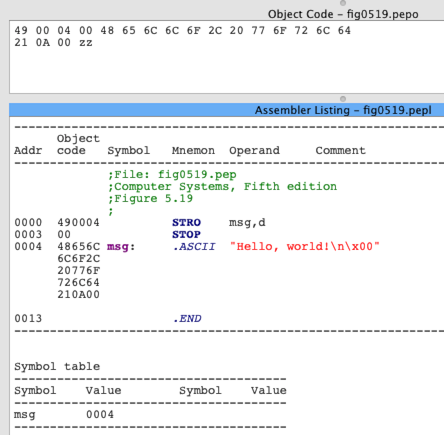 Object Code – fig0519.pepo
49 00 04 00 48 65 6C 6C 6F 2C 20 77 6F 72 6C 64
21 0A 00 zz
Assembler Listing – fig0519.pepl
-------------------------------------------------------
Object
Addr code Symbol Mnemon Operand Comment
-------------------------------------------------------
;File: fig0519.pep
;Computer Systems, Fifth edition
;Figure 5.19
;
0000 490004 STRO msg,d
0003 00 STOP
0004 48656C msg: .ASCII "Hello, world!\n\x00"
6C6F2C
20776F
726C64
210A00
0013 .END
-------------------------------------------------------
Symbol table
--------------------------------------
Symbol Value Symbol Value
--------------------------------------
msg 0004
--------------------------------------